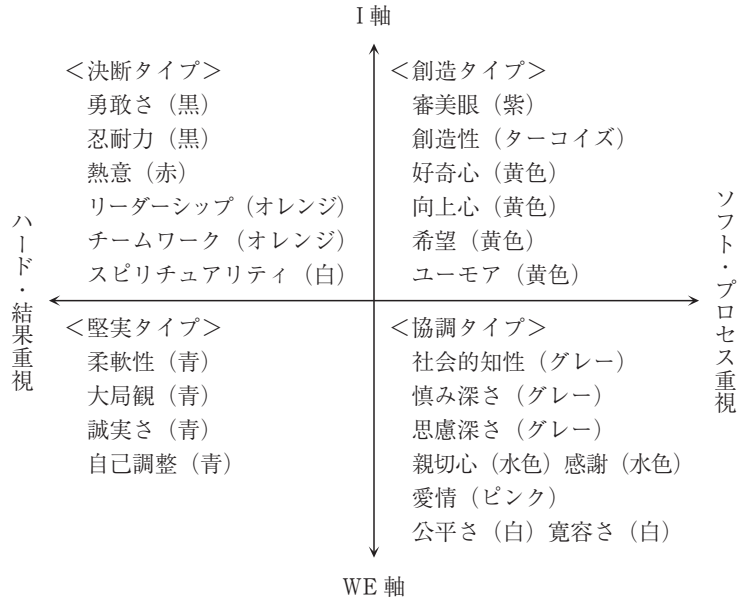 I 軸
＜決断タイプ＞
勇敢さ（黒）
忍耐力（黒）
熱意（赤）
リーダーシップ（オレンジ）
チームワーク（オレンジ）
スピリチュアリティ（白）
＜創造タイプ＞
審美眼（紫）
創造性（ターコイズ）
好奇心（黄色）
向上心（黄色）
希望（黄色）
ユーモア（黄色）
ハード・結果重視
ソフト・プロセス重視
＜堅実タイプ＞
柔軟性（青）
大局観（青）
誠実さ（青）
自己調整（青）
＜協調タイプ＞
社会的知性（グレー）
慎み深さ（グレー）
思慮深さ（グレー）
親切心（水色）感謝（水色）
愛情（ピンク）
公平さ（白）寛容さ（白）
WE 軸